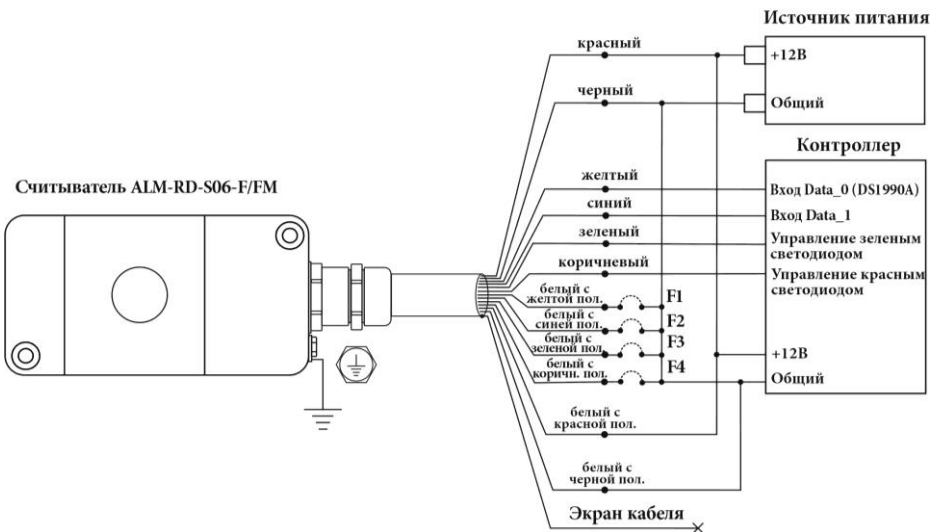 Источник питания
красный
+12В
черный
Общий
Контроллер
Считыватель ALM-RD-S06-F/FM
желтый
Вход Data_0 (DS1990A)
синий
Вход Data_1
зеленый
Управление зеленым
светодиодом
коричневый
Управление красным
светодиодом
белый с
желтой пол.
F1
белый с
синей пол.
F2
белый с
зеленой пол.
F3
белый с
коричн. пол.
F4
+12В
Общий
белый с
красной пол.
белый с
черной пол.
Экран кабеля